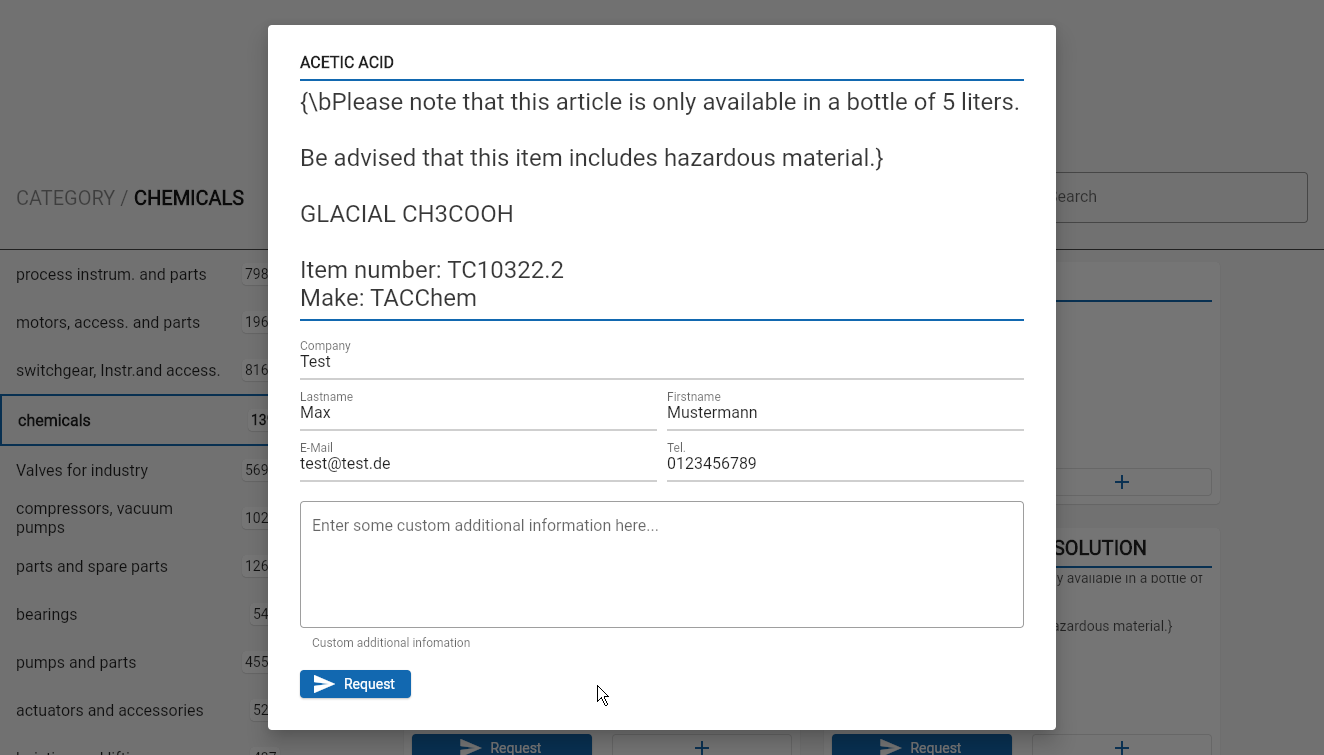 ACETIC ACID
{\bPlease note that this article is only available in a bottle of 5 liters.
Be advised that this item includes hazardous material.}
GLACIAL CH3COOH
Item number: TC10322.2
Make: TACChem
Company
Test
Lastname
Max
Firstname
Mustermann
E-Mail
test@test.de
Tel.
0123456789
Enter some custom additional information here...
Custom additional infomation
Request
CATEGORY / CHEMICALS
earch
process instrum. and parts 798
motors, access. and parts 196
switchgear, Instr.and access. 816
chemicals 13
Valves for industry 569
compressors, vacuum
pumps 102
parts and spare parts 126
bearings 54
pumps and parts 455
actuators and accessories 52
SOLUTION
y available in a bottle of
azardous material.}
Request
Request